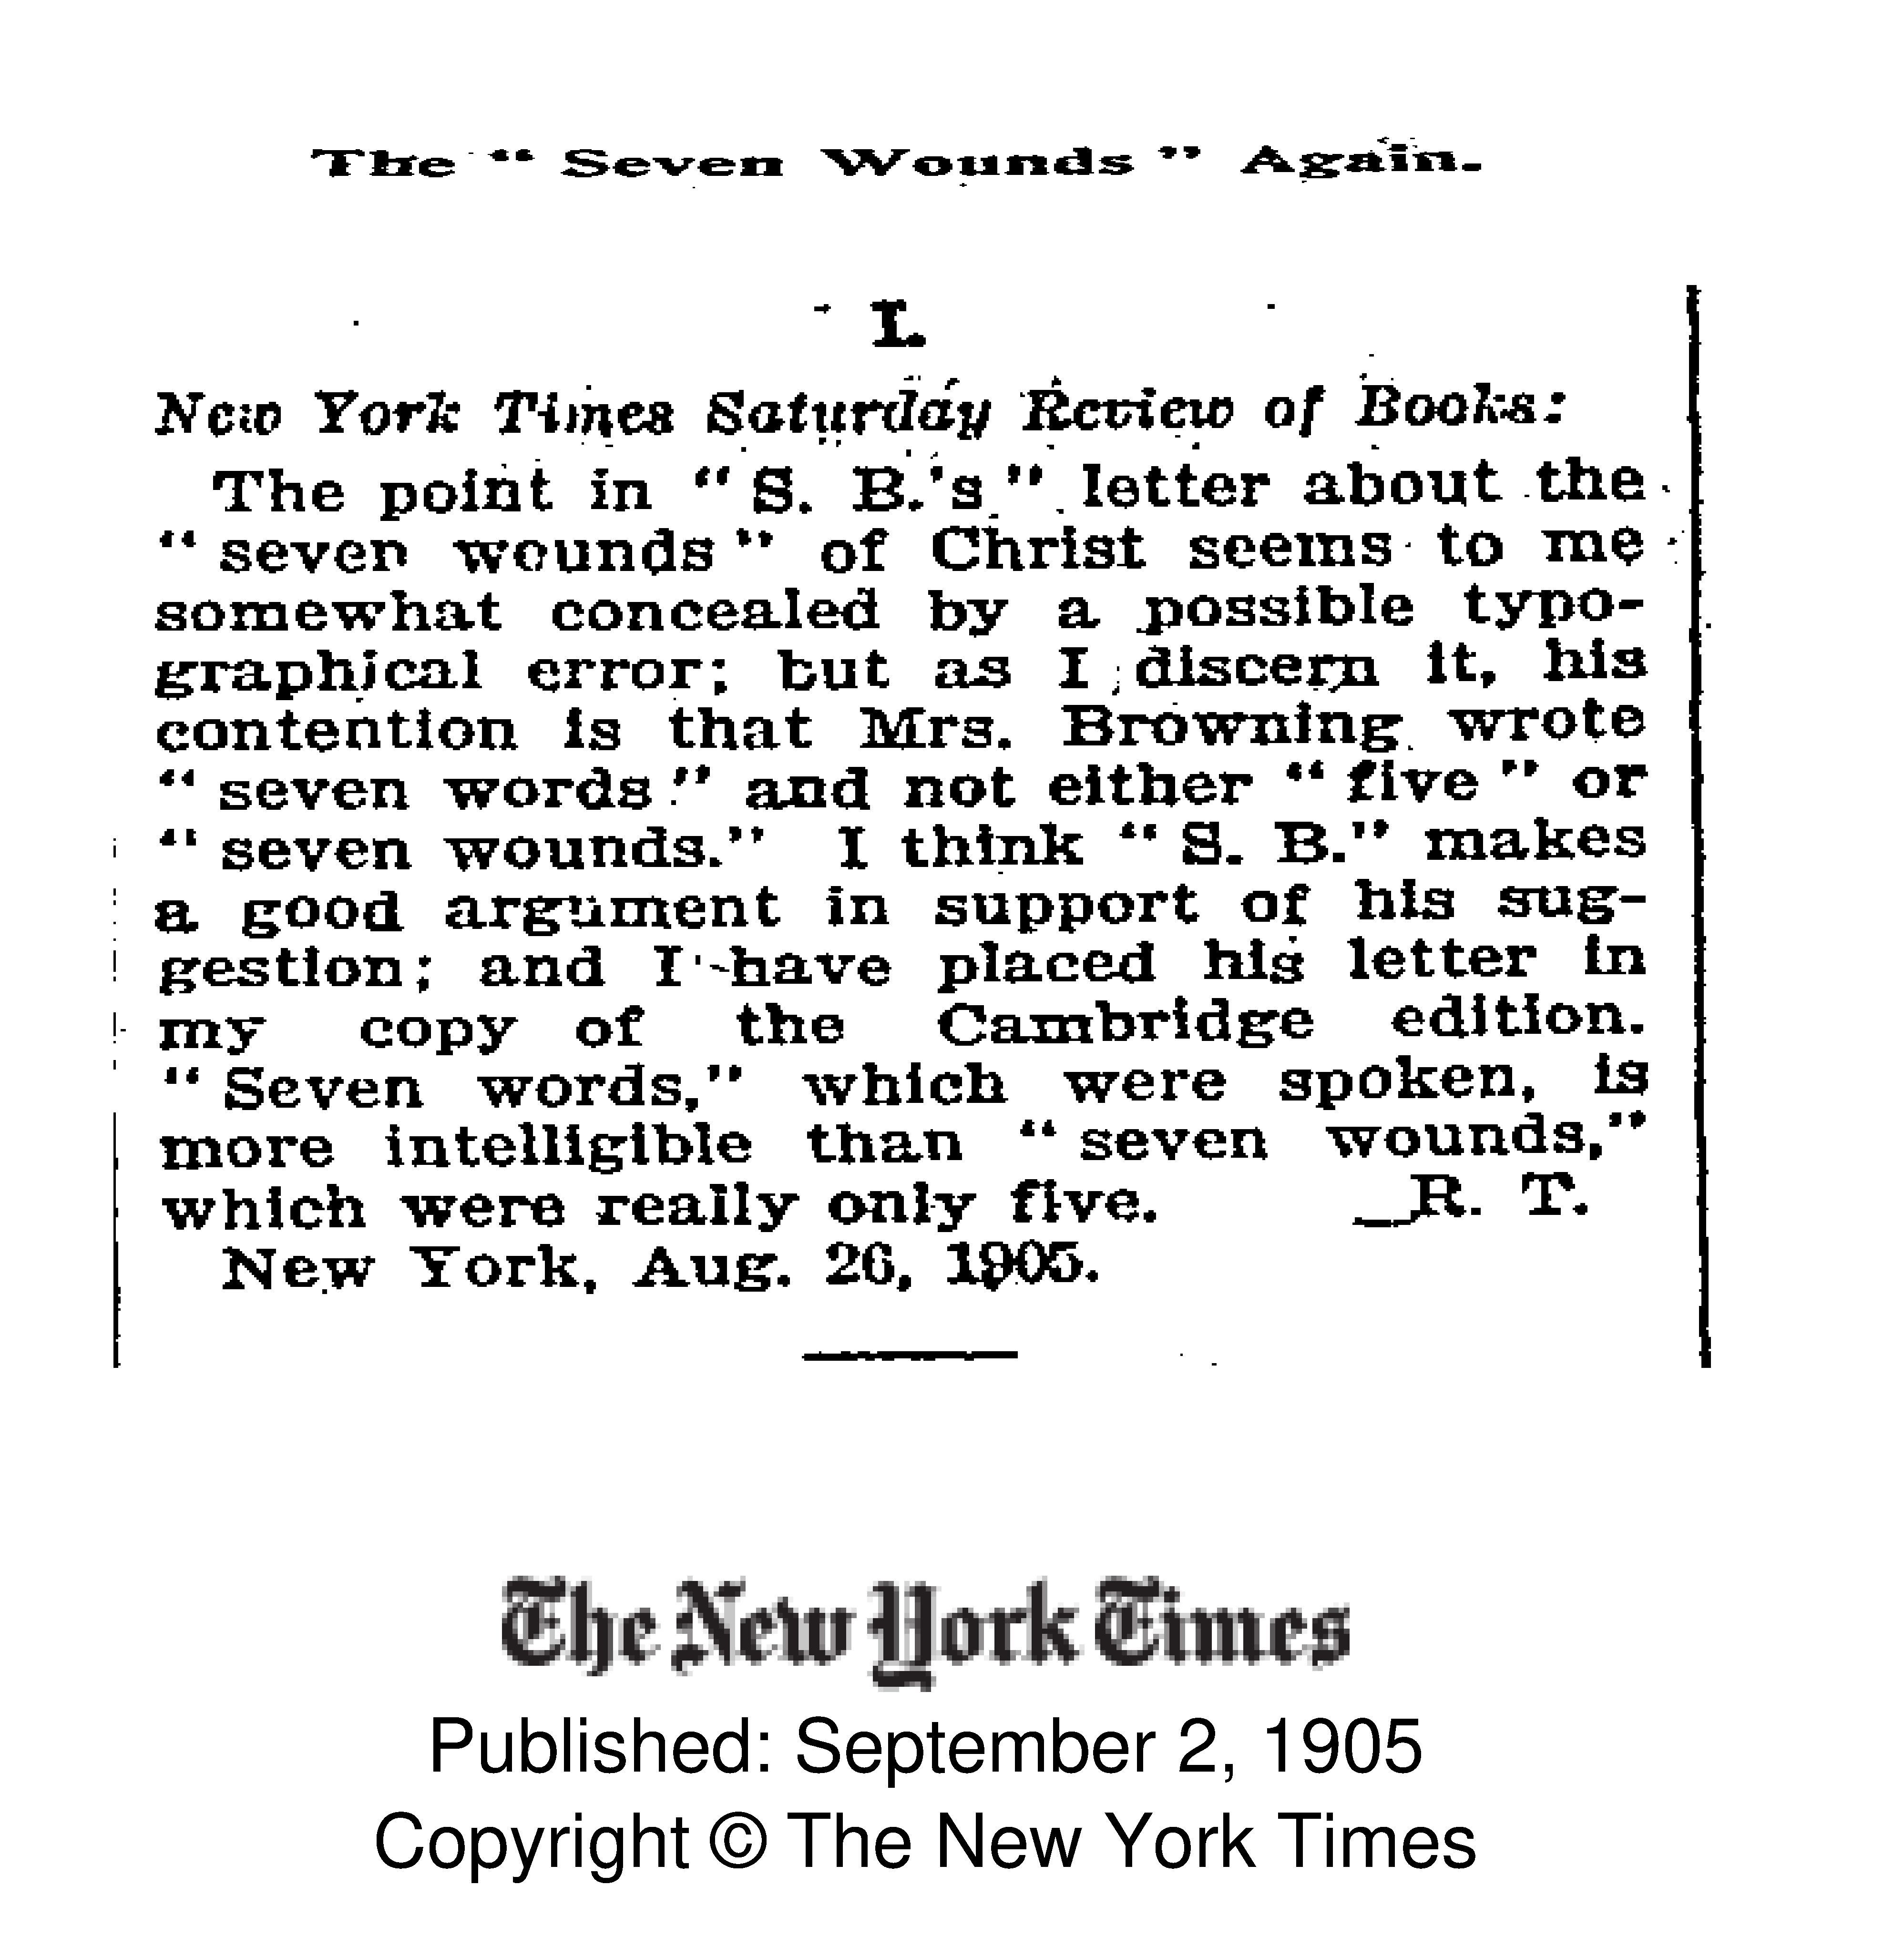 The " Seven Wounds " Again.
I.
New York Times Saturday Review of Books:
The point in " S. B.'s " letter about the
" seven wounds " of Christ seems to me
somewhat concealed by a possible typo-
graphical error; but as I discern it, his
contention is that Mrs. Browning wrote
" seven words " and not either " five " or
" seven wounds." I think " S. B." makes
a good argument in support of his sug-
gestion; and I have placed his letter in
my copy of the Cambridge edition.
" Seven words," which were spoken, is
more intelligible than " seven wounds,"
which were really only five. R. T.
New York, Aug. 26, 1905.
The New York Times
Published: September 2, 1905
Copyright © The New York Times